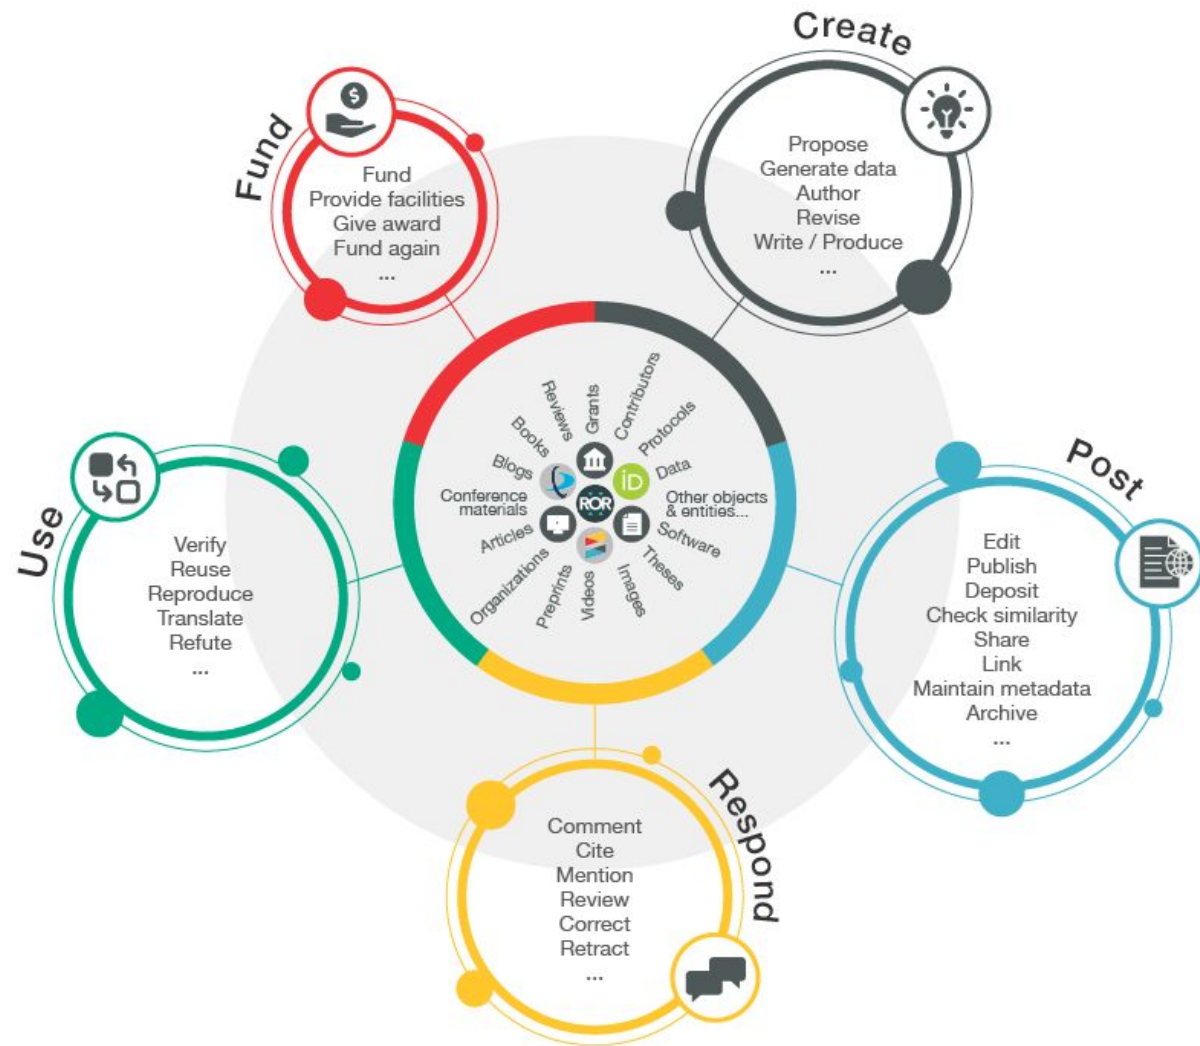 Fund
Fund
Provide facilities
Give award
Fund again
...
Create
Propose
Generate data
Author
Revise
Write / Produce
...
Post
Edit
Publish
Deposit
Check similarity
Share
Link
Maintain metadata
Archive
...
Respond
Comment
Cite
Mention
Review
Correct
Retract
...
Use
Verify
Reuse
Reproduce
Translate
Refute
...
Grants
Contributors
Protocols
Data
Other objects
& entities...
Software
Theses
Images
Videos
Preprints
Organizations
Articles
Conference
materials
Blogs
Books
Reviews
iD
ROR